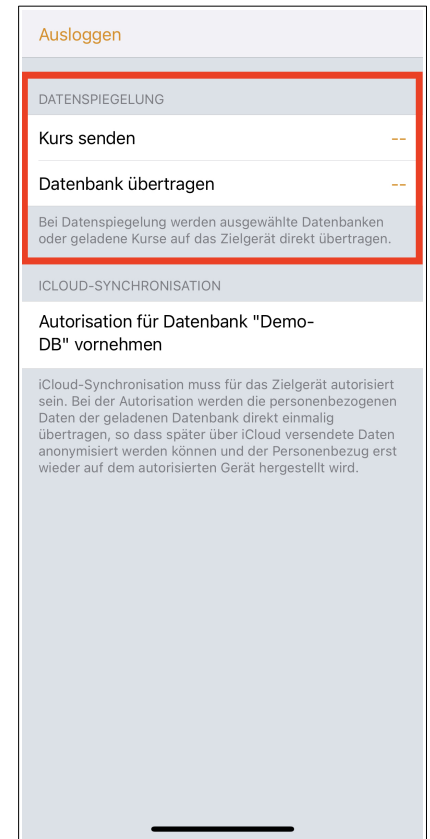 Ausloggen
DATENSPIEGELUNG
Kurs senden --
Datenbank übertragen --
Bei Datenspiegelung werden ausgewählte Datenbanken
oder geladene Kurse auf das Zielgerät direkt übertragen.
ICLOUD-SYNCHRONISATION
Autorisation für Datenbank "Demo-
DB" vornehmen
iCloud-Synchronisation muss für das Zielgerät autorisiert
sein. Bei der Autorisation werden die personenbezogenen
Daten der geladenen Datenbank direkt einmalig
übertragen, so dass später über iCloud versendete Daten
anonymisiert werden können und der Personenbezug erst
wieder auf dem autorisierten Gerät hergestellt wird.